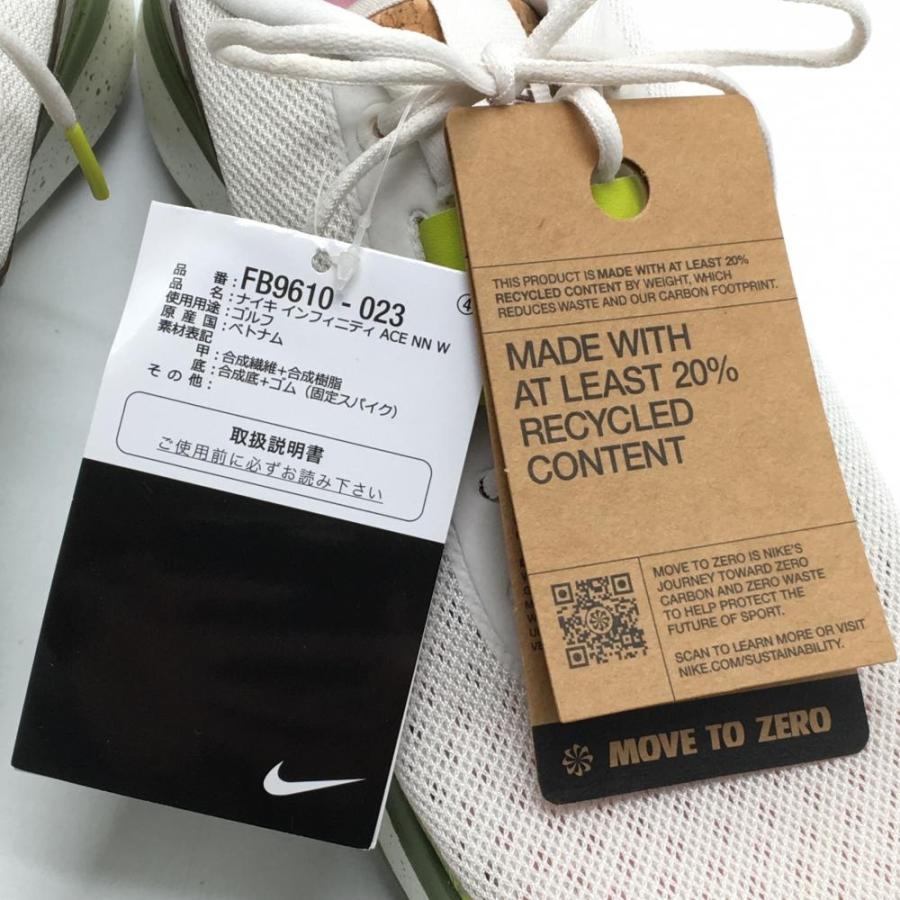 品 番：FB9610 - 023
品 名：ナイキ インフィニティ ACE NN W
使用用途：ゴルフ
原 産 国：ベトナム
素材表記：
甲：合成繊維＋合成樹脂
底：合成底＋ゴム（固定スパイク）
そ の 他：
④
取扱説明書
ご使用前に必ずお読み下さい
THIS PRODUCT IS MADE WITH AT LEAST 20%
RECYCLED CONTENT BY WEIGHT, WHICH
REDUCES WASTE AND OUR CARBON FOOTPRINT.
MADE WITH
AT LEAST 20%
RECYCLED
CONTENT
MOVE TO ZERO IS NIKE'S
JOURNEY TOWARD ZERO
CARBON AND ZERO WASTE
TO HELP PROTECT THE
FUTURE OF SPORT.
SCAN TO LEARN MORE OR VISIT
NIKE.COM/SUSTAINABILITY.
MOVE TO ZERO